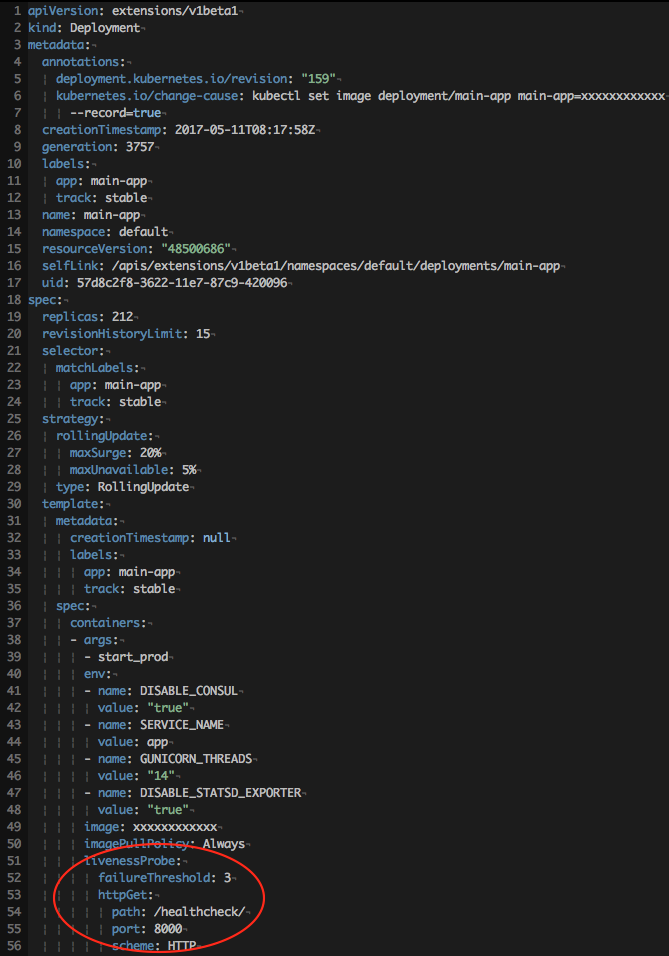 1 apiVersion: extensions/v1beta1
2 kind: Deployment
3 metadata:
4 annotations:
5 deployment.kubernetes.io/revision: "159"
6 kubernetes.io/change-cause: kubectl set image deployment/main-app main-app=xxxxxxxxxxxx
7 --record=true
8 creationTimestamp: 2017-05-11T08:17:58Z
9 generation: 3757
10 labels:
11 app: main-app
12 track: stable
13 name: main-app
14 namespace: default
15 resourceVersion: "48500686"
16 selfLink: /apis/extensions/v1beta1/namespaces/default/deployments/main-app
17 uid: 57d8c2f8-3622-11e7-87c9-420096
18 spec:
19 replicas: 212
20 revisionHistoryLimit: 15
21 selector:
22 matchLabels:
23 app: main-app
24 track: stable
25 strategy:
26 rollingUpdate:
27 maxSurge: 20%
28 maxUnavailable: 5%
29 type: RollingUpdate
30 template:
31 metadata:
32 creationTimestamp: null
33 labels:
34 app: main-app
35 track: stable
36 spec:
37 containers:
38 - args:
39 - start_prod
40 env:
41 - name: DISABLE_CONSUL
42 value: "true"
43 - name: SERVICE_NAME
44 value: app
45 - name: GUNICORN_THREADS
46 value: "14"
47 - name: DISABLE_STATSD_EXPORTER
48 value: "true"
49 image: xxxxxxxxxxxx
50 imagePullPolicy: Always
51 livenessProbe:
52 failureThreshold: 3
53 httpGet:
54 path: /healthcheck/
55 port: 8000
56 scheme: HTTP